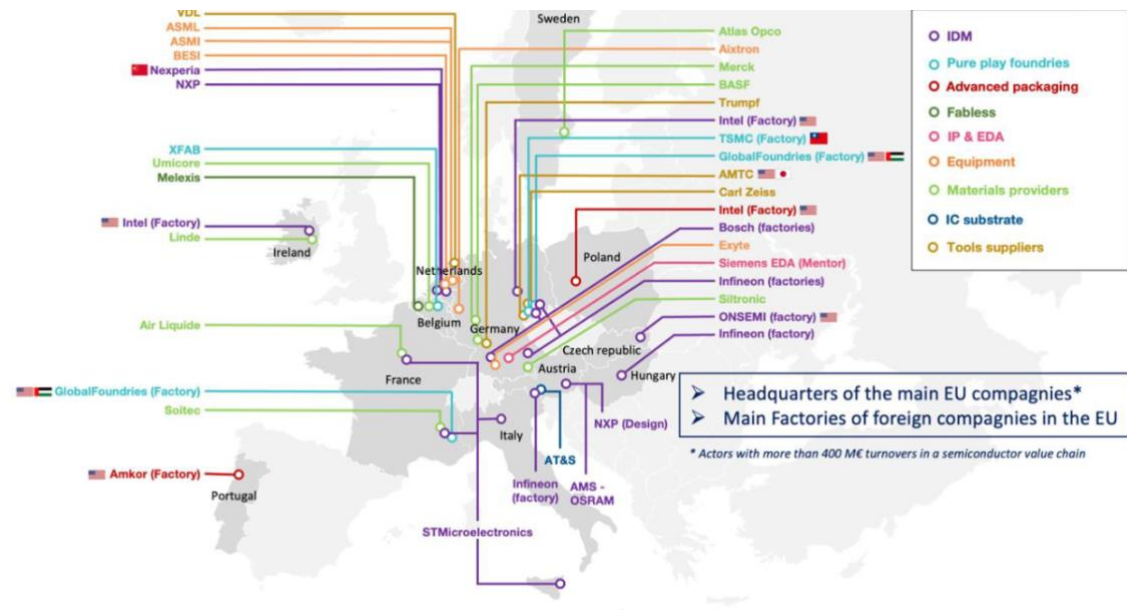 VDL
ASML
ASMI
BESI
Nexperia
NXP
XFAB
Umicore
Melexis
Intel (Factory)
Linde
Air Liquide
GlobalFoundries (Factory)
Soitec
Amkor (Factory)
Sweden
Ireland
Netherlands
Belgium
Germany
Poland
Czech republic
Austria
Hungary
France
Italy
Portugal
Atlas Opco
Aixtron
Merck
BASF
Trumpf
Intel (Factory)
TSMC (Factory)
GlobalFoundries (Factory)
AMTC
Carl Zeiss
Intel (Factory)
Bosch (factories)
Exyte
Siemens EDA (Mentor)
Infineon (factories)
Siltronic
ONSEMI (factory)
Infineon (factory)
NXP (Design)
AT&S
Infineon
(factory)
AMS -
OSRAM
STMicroelectronics
IDM
Pure play foundries
Advanced packaging
Fabless
IP & EDA
Equipment
Materials providers
IC substrate
Tools suppliers
➢ Headquarters of the main EU compagnies*
➢ Main Factories of foreign compagnies in the EU
* Actors with more than 400 M€ turnovers in a semiconductor value chain